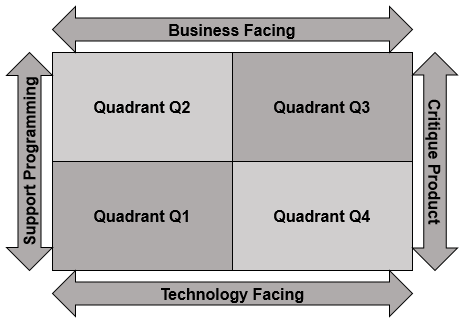 Business Facing
Support Programming
Quadrant Q2
Quadrant Q3
Critique Product
Quadrant Q1
Quadrant Q4
Technology Facing